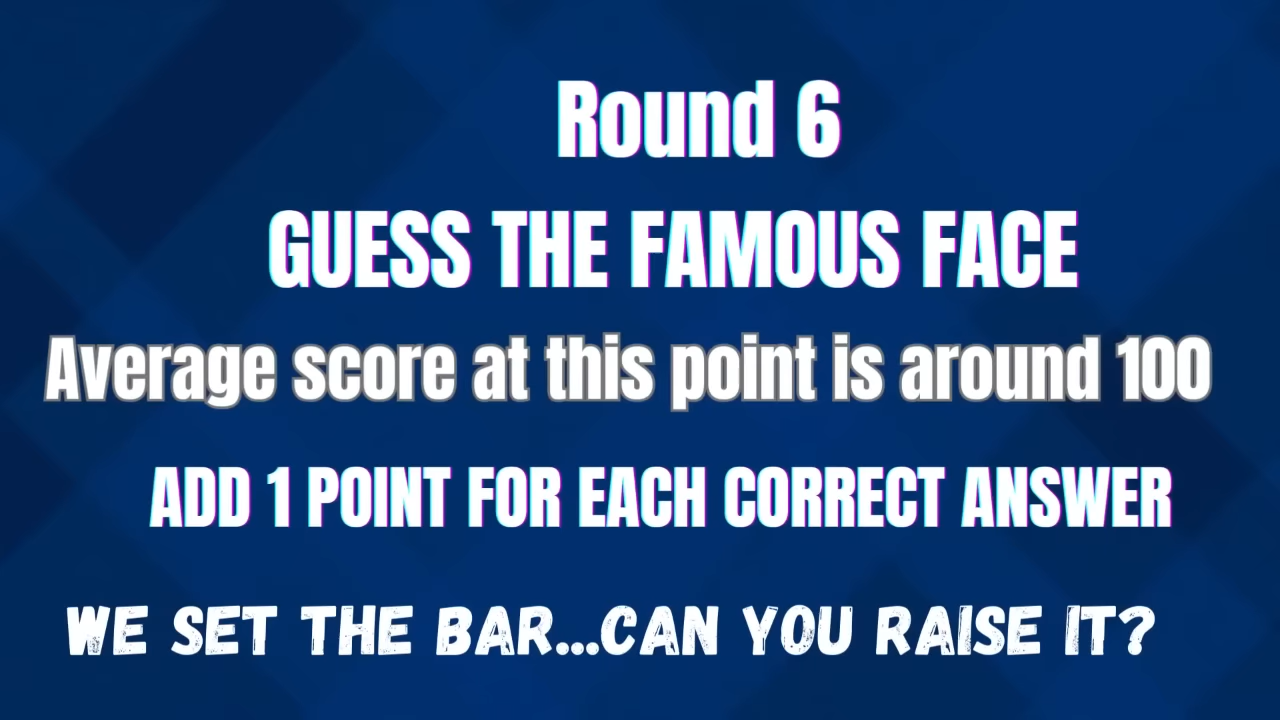 Round 6
GUESS THE FAMOUS FACE
Average score at this point is around 100
ADD 1 POINT FOR EACH CORRECT ANSWER
WE SET THE BAR...CAN YOU RAISE IT?